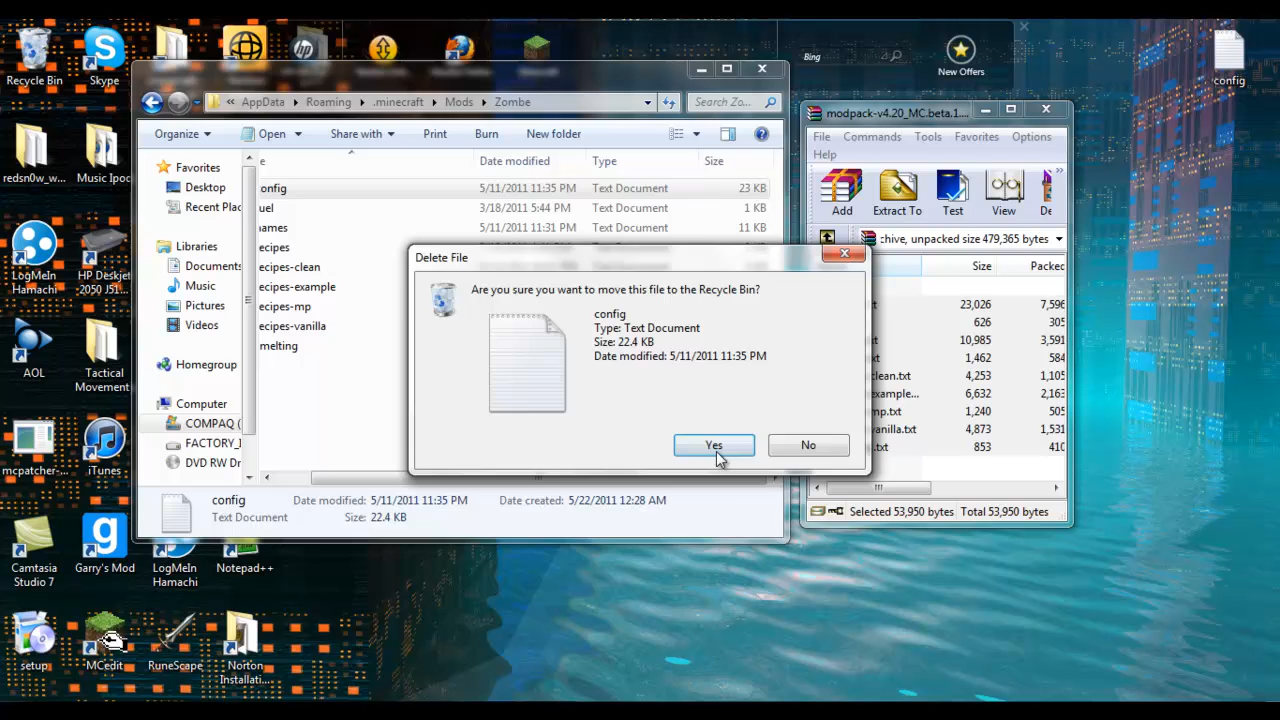 Recycle Bin
Skype
Bing
New Offers
config
AppData
Roaming
.minecraft
Mods
Zombe
Search Zo...
Organize
Open
Share with
Print
Burn
New folder
Favorites
Desktop
Recent Plac
Libraries
Documents
Music
Pictures
Videos
Homegroup
Computer
COMPAQ (
FACTORY_I
DVD RW Dr
e
Date modified
Type
Size
config
5/11/2011 11:35 PM
Text Document
23 KB
uel
3/18/2011 5:44 PM
Text Document
1 KB
ames
5/11/2011 11:31 PM
Text Document
11 KB
ecipes
ecipes-clean
ecipes-example
ecipes-mp
ecipes-vanilla
melting
Delete File
Are you sure you want to move this file to the Recycle Bin?
config
Type: Text Document
Size: 22.4 KB
Date modified: 5/11/2011 11:35 PM
Yes
No
config
Date modified: 5/11/2011 11:35 PM
Date created: 5/22/2011 12:28 AM
Text Document
Size: 22.4 KB
modpack-v4.20_MC.beta.1....
File
Commands
Tools
Favorites
Options
Help
Add
Extract To
Test
View
De
chive, unpacked size 479,365 bytes
Size
Packed
t
23,026
7,596
626
305
xt
10,985
3,591
t
1,462
584
clean.txt
4,253
1,105
example...
6,632
2,163
mp.txt
1,240
505
vanilla.txt
4,873
1,531
.txt
853
410
Selected 53,950 bytes
Total 53,950 bytes
redsn0w_w...
Music Ipoc
LogMeIn
Hamachi
HP Deskjet
-2050 J51...
AOL
Tactical
Movement...
mcpatcher-...
iTunes
Camtasia
Studio 7
Garry's Mod
LogMeIn
Hamachi
Notepad++
setup
MCedit
RuneScape
Norton
Installati...